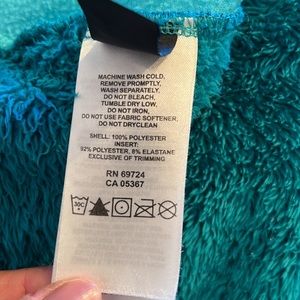 MACHINE WASH COLD,
REMOVE PROMPTLY,
WASH SEPARATELY.
DO NOT BLEACH,
TUMBLE DRY LOW,
DO NOT IRON,
DO NOT USE FABRIC SOFTENER,
DO NOT DRYCLEAN
SHELL: 100% POLYESTER
INSERT:
92% POLYESTER, 8% ELASTANE
EXCLUSIVE OF TRIMMING
RN 69724
CA 05367
30C